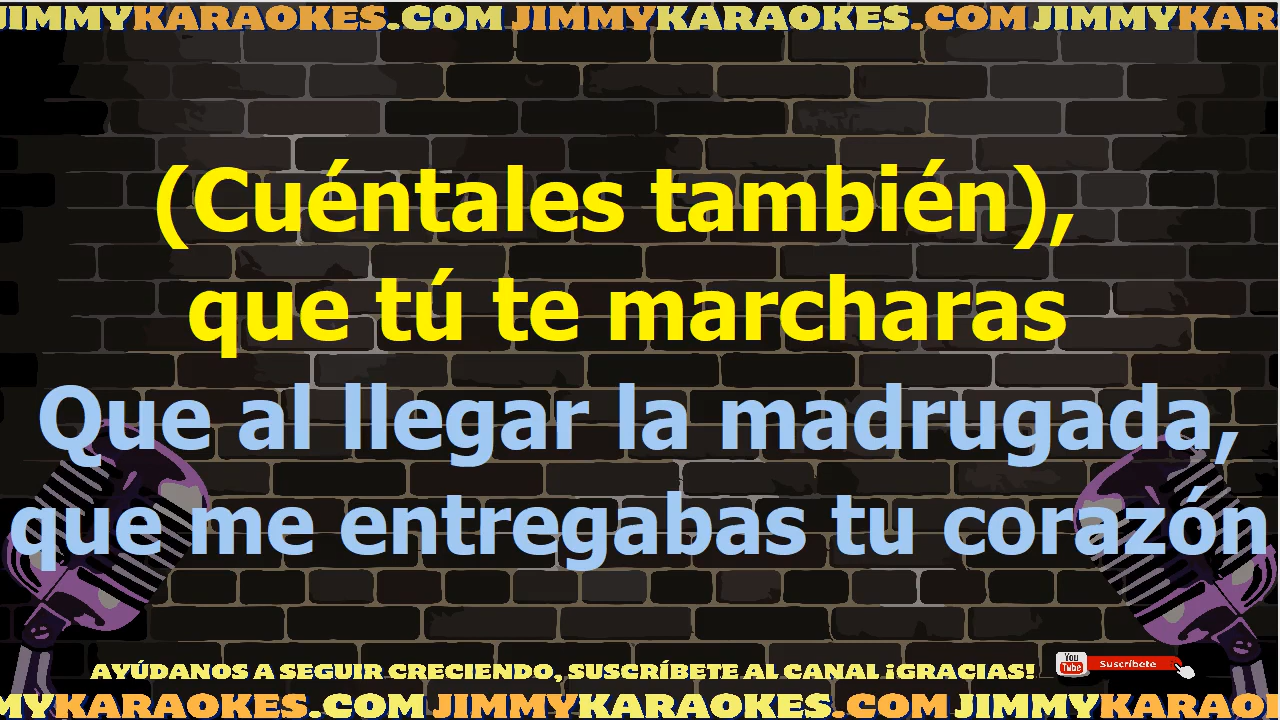 JIMMYKARAOKES.COM JIMMYKARAOKES.COM JIMMYKAR
(Cuéntales también),
que tú te marcharas
Que al llegar la madrugada,
que me entregabas tu corazón
AYÚDANOS A SEGUIR CRECIENDO, SUSCRÍBETE AL CANAL ¡GRACIAS!
You Tube Suscríbete
MYKARAOKES.COM JIMMYKARAOKES.COM JIMMYKARAO